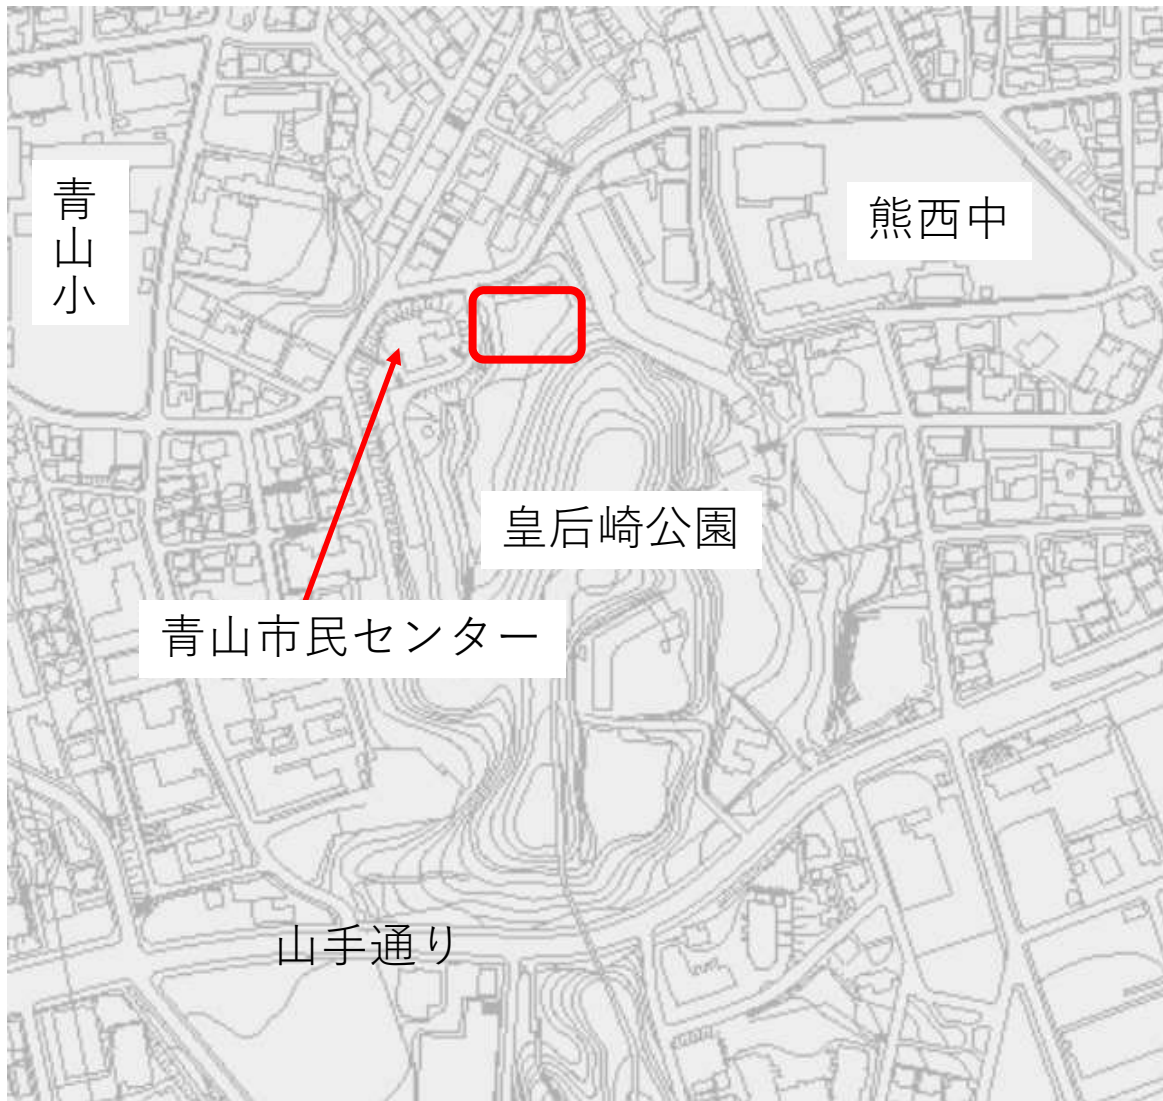 青山小
熊西中
皇后崎公園
青山市民センター
山手通り